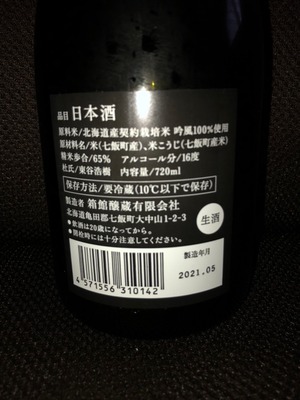 品目 日本酒
原料米/北海道産契約栽培米 吟風100%使用
原材料名/米(七飯町産)、米こうじ(七飯町産米)
精米歩合/65% アルコール分/16度
杜氏/東谷浩樹 内容量/720ml
保存方法/要冷蔵(10℃以下で保存)
製造者 箱館醸蔵有限会社
北海道亀田郡七飯町大中山1-2-3
●飲酒は20歳になってから。
●開栓時には十分注意してください。
生酒
製造年月
2021.05
4571556310142